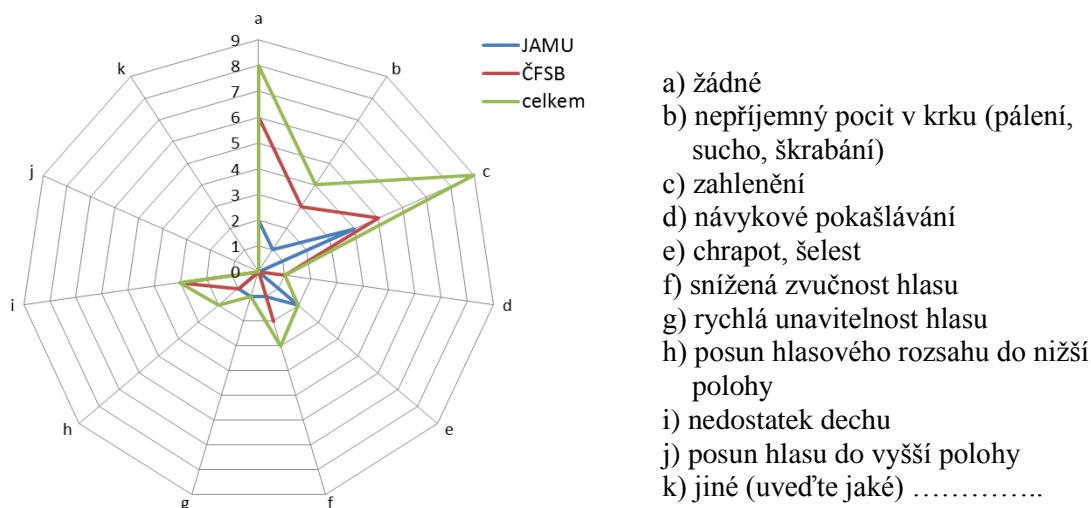 a
9
8
7
6
5
4
3
2
1
0
b
c
d
e
f
g
h
i
j
k
JAMU
ČFSB
celkem
a) žádné
b) nepříjemný pocit v krku (pálení,
sucho, škrabání)
c) zahlenění
d) návykové pokašlávání
e) chrapot, šelest
f) snížená zvučnost hlasu
g) rychlá unavitelnost hlasu
h) posun hlasového rozsahu do nižší
polohy
i) nedostatek dechu
j) posun hlasu do vyšší polohy
k) jiné (uveďte jaké) …………..